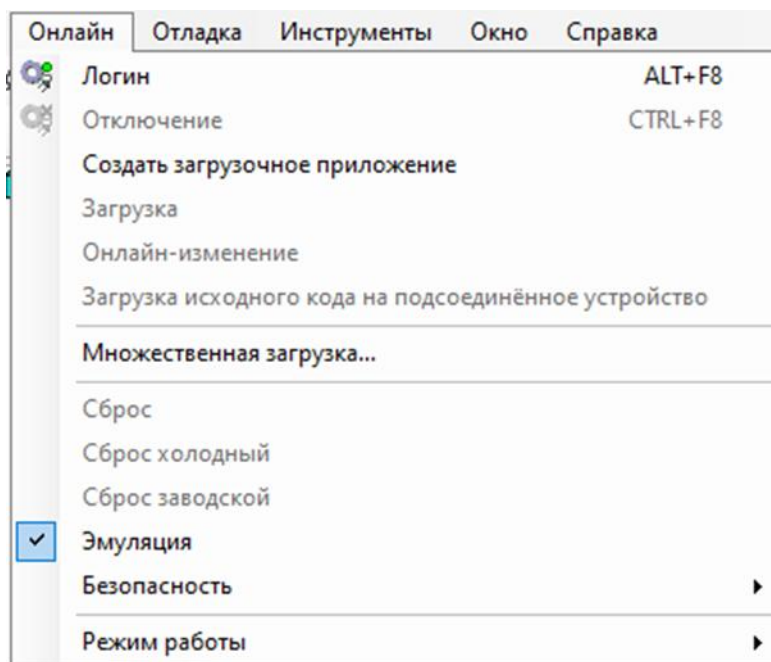 Онлайн Отладка Инструменты Окно Справка
Логин ALT+F8
Отключение CTRL+F8
Создать загрузочное приложение
Загрузка
Онлайн-изменение
Загрузка исходного кода на подсоединённое устройство
Множественная загрузка...
Сброс
Сброс холодный
Сброс заводской
Эмуляция
Безопасность
Режим работы